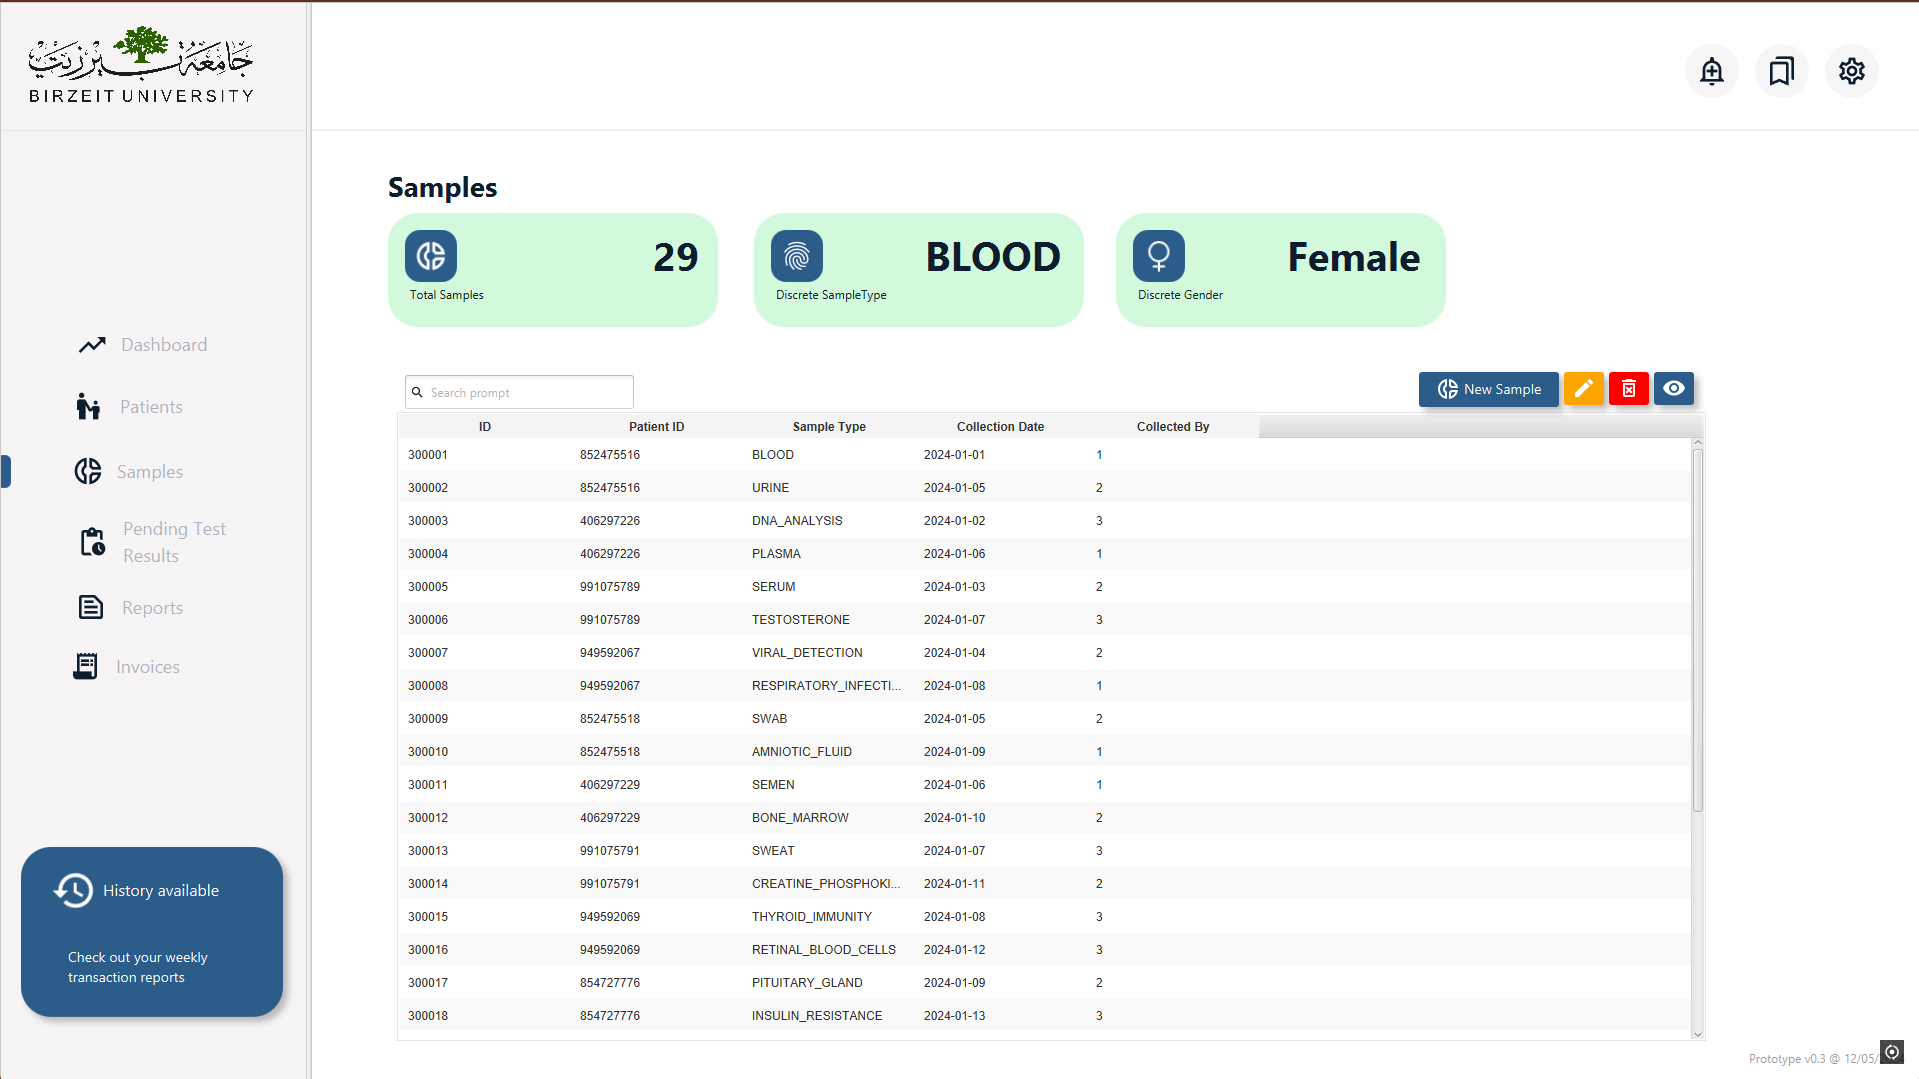 جامعة بيرزيت
BIRZEIT UNIVERSITY
Dashboard
Patients
Samples
Pending Test
Results
Reports
Invoices
History available
Check out your weekly
transaction reports
Samples
29
Total Samples
BLOOD
Discrete SampleType
Female
Discrete Gender
Search prompt
New Sample
ID Patient ID Sample Type Collection Date Collected By
300001 852475516 BLOOD 2024-01-01 1
300002 852475516 URINE 2024-01-05 2
300003 406297226 DNA_ANALYSIS 2024-01-02 3
300004 406297226 PLASMA 2024-01-06 1
300005 991075789 SERUM 2024-01-03 2
300006 991075789 TESTOSTERONE 2024-01-07 3
300007 949592067 VIRAL_DETECTION 2024-01-04 2
300008 949592067 RESPIRATORY_INFECTI... 2024-01-08 1
300009 852475518 SWAB 2024-01-05 2
300010 852475518 AMNIOTIC_FLUID 2024-01-09 1
300011 406297229 SEMEN 2024-01-06 1
300012 406297229 BONE_MARROW 2024-01-10 2
300013 991075791 SWEAT 2024-01-07 3
300014 991075791 CREATINE_PHOSPHOKI... 2024-01-11 2
300015 949592069 THYROID_IMMUNITY 2024-01-08 3
300016 949592069 RETINAL_BLOOD_CELLS 2024-01-12 3
300017 854727776 PITUITARY_GLAND 2024-01-09 2
300018 854727776 INSULIN_RESISTANCE 2024-01-13 3
Prototype v0.3 @ 12/05/